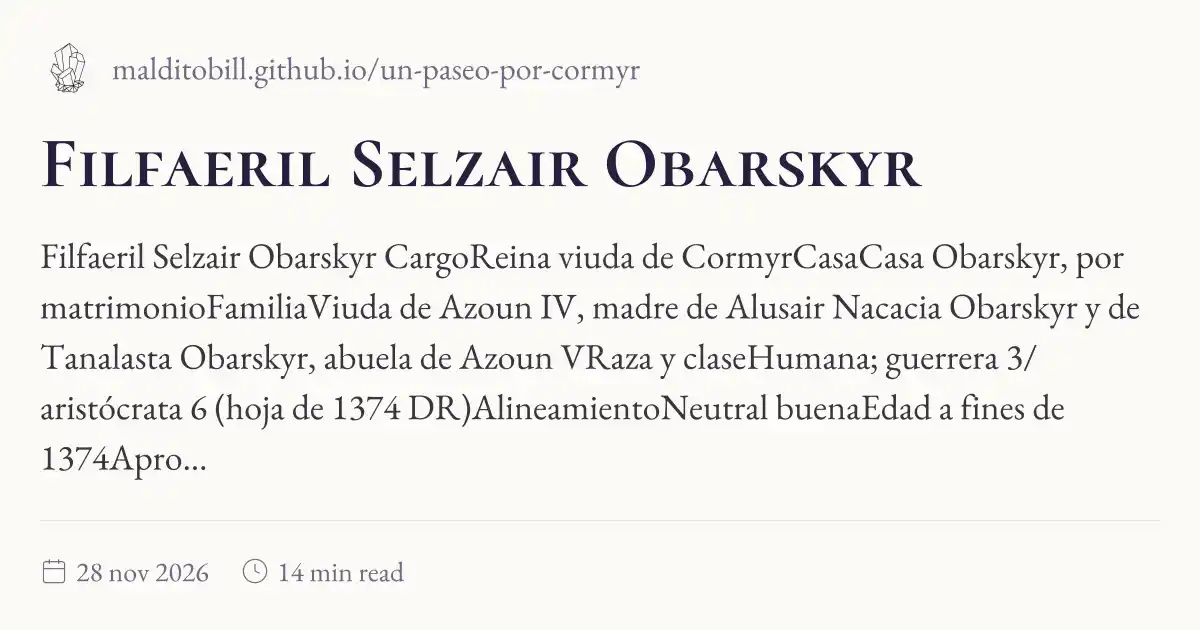 malditobill.github.io/un-paseo-por-cormyr
Filfaeril Selzair Obarskyr
Filfaeril Selzair Obarskyr CargoReina viuda de CormyrCasaCasa Obarskyr, por
matrimonioFamiliaViuda de Azoun IV, madre de Alusair Nacacia Obarskyr y de
Tanalasta Obarskyr, abuela de Azoun VRaza y claseHumana; guerrera 3/
aristócrata 6 (hoja de 1374 DR)AlineamientoNeutral buenaEdad a fines de
1374Apro...
28 nov 2026 14 min read